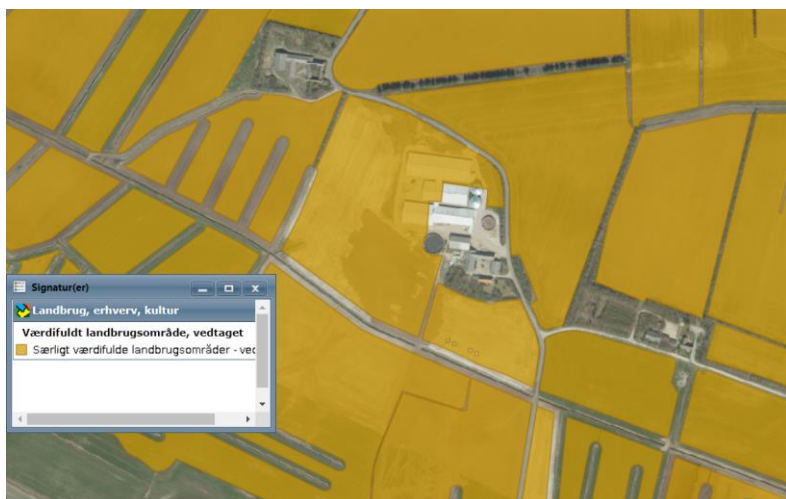 Signatur(er)
Landbrug, erhverv, kultur
Værdifuldt landbrugsområde, vedtaget
Særligt værdifulde landbrugsområder - ved